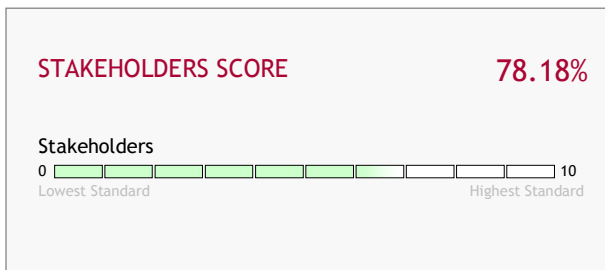 STAKEHOLDERS SCORE 78.18%
Stakeholders
0 10
Lowest Standard Highest Standard